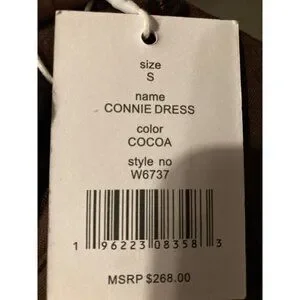 size
S
name
CONNIE DRESS
color
COCOA
style no
W6737
1 96223 08358 3
MSRP $268.00